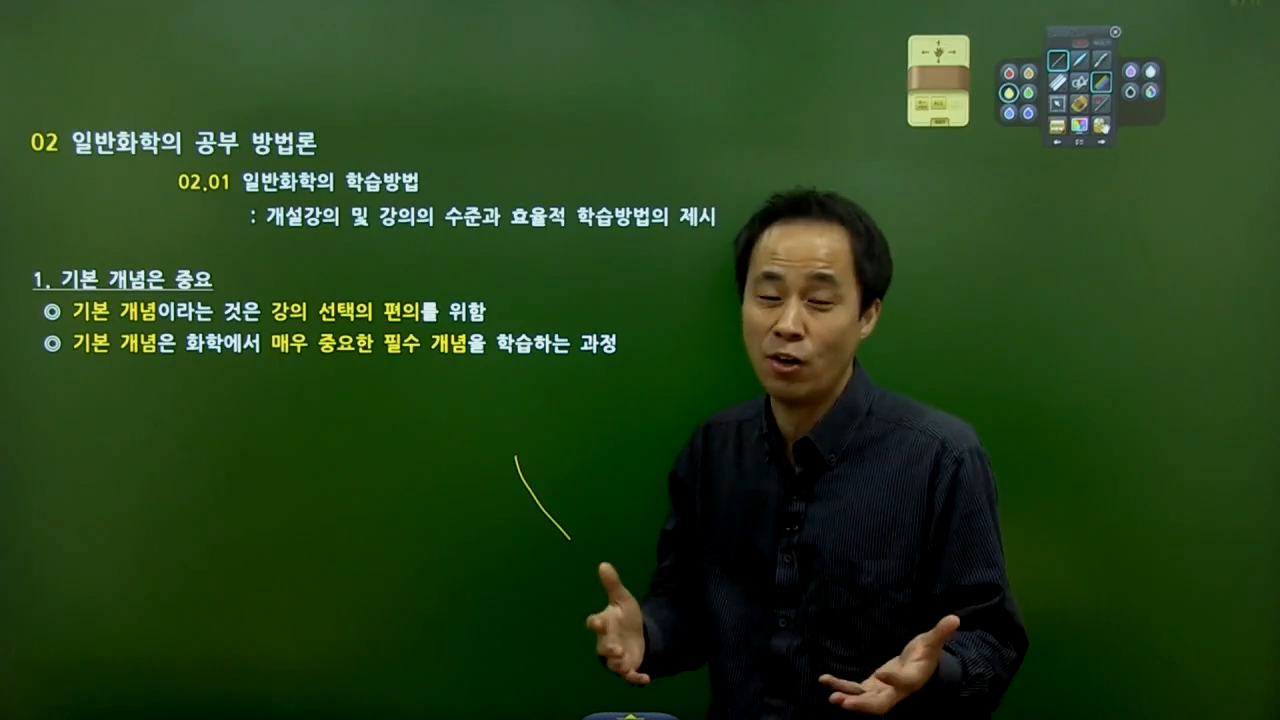 02 일반화학의 공부 방법론
02.01 일반화학의 학습방법
: 개설강의 및 강의의 수준과 효율적 학습방법의 제시
1. 기본 개념은 중요
◎ 기본 개념이라는 것은 강의 선택의 편의를 위함
◎ 기본 개념은 화학에서 매우 중요한 필수 개념을 학습하는 과정